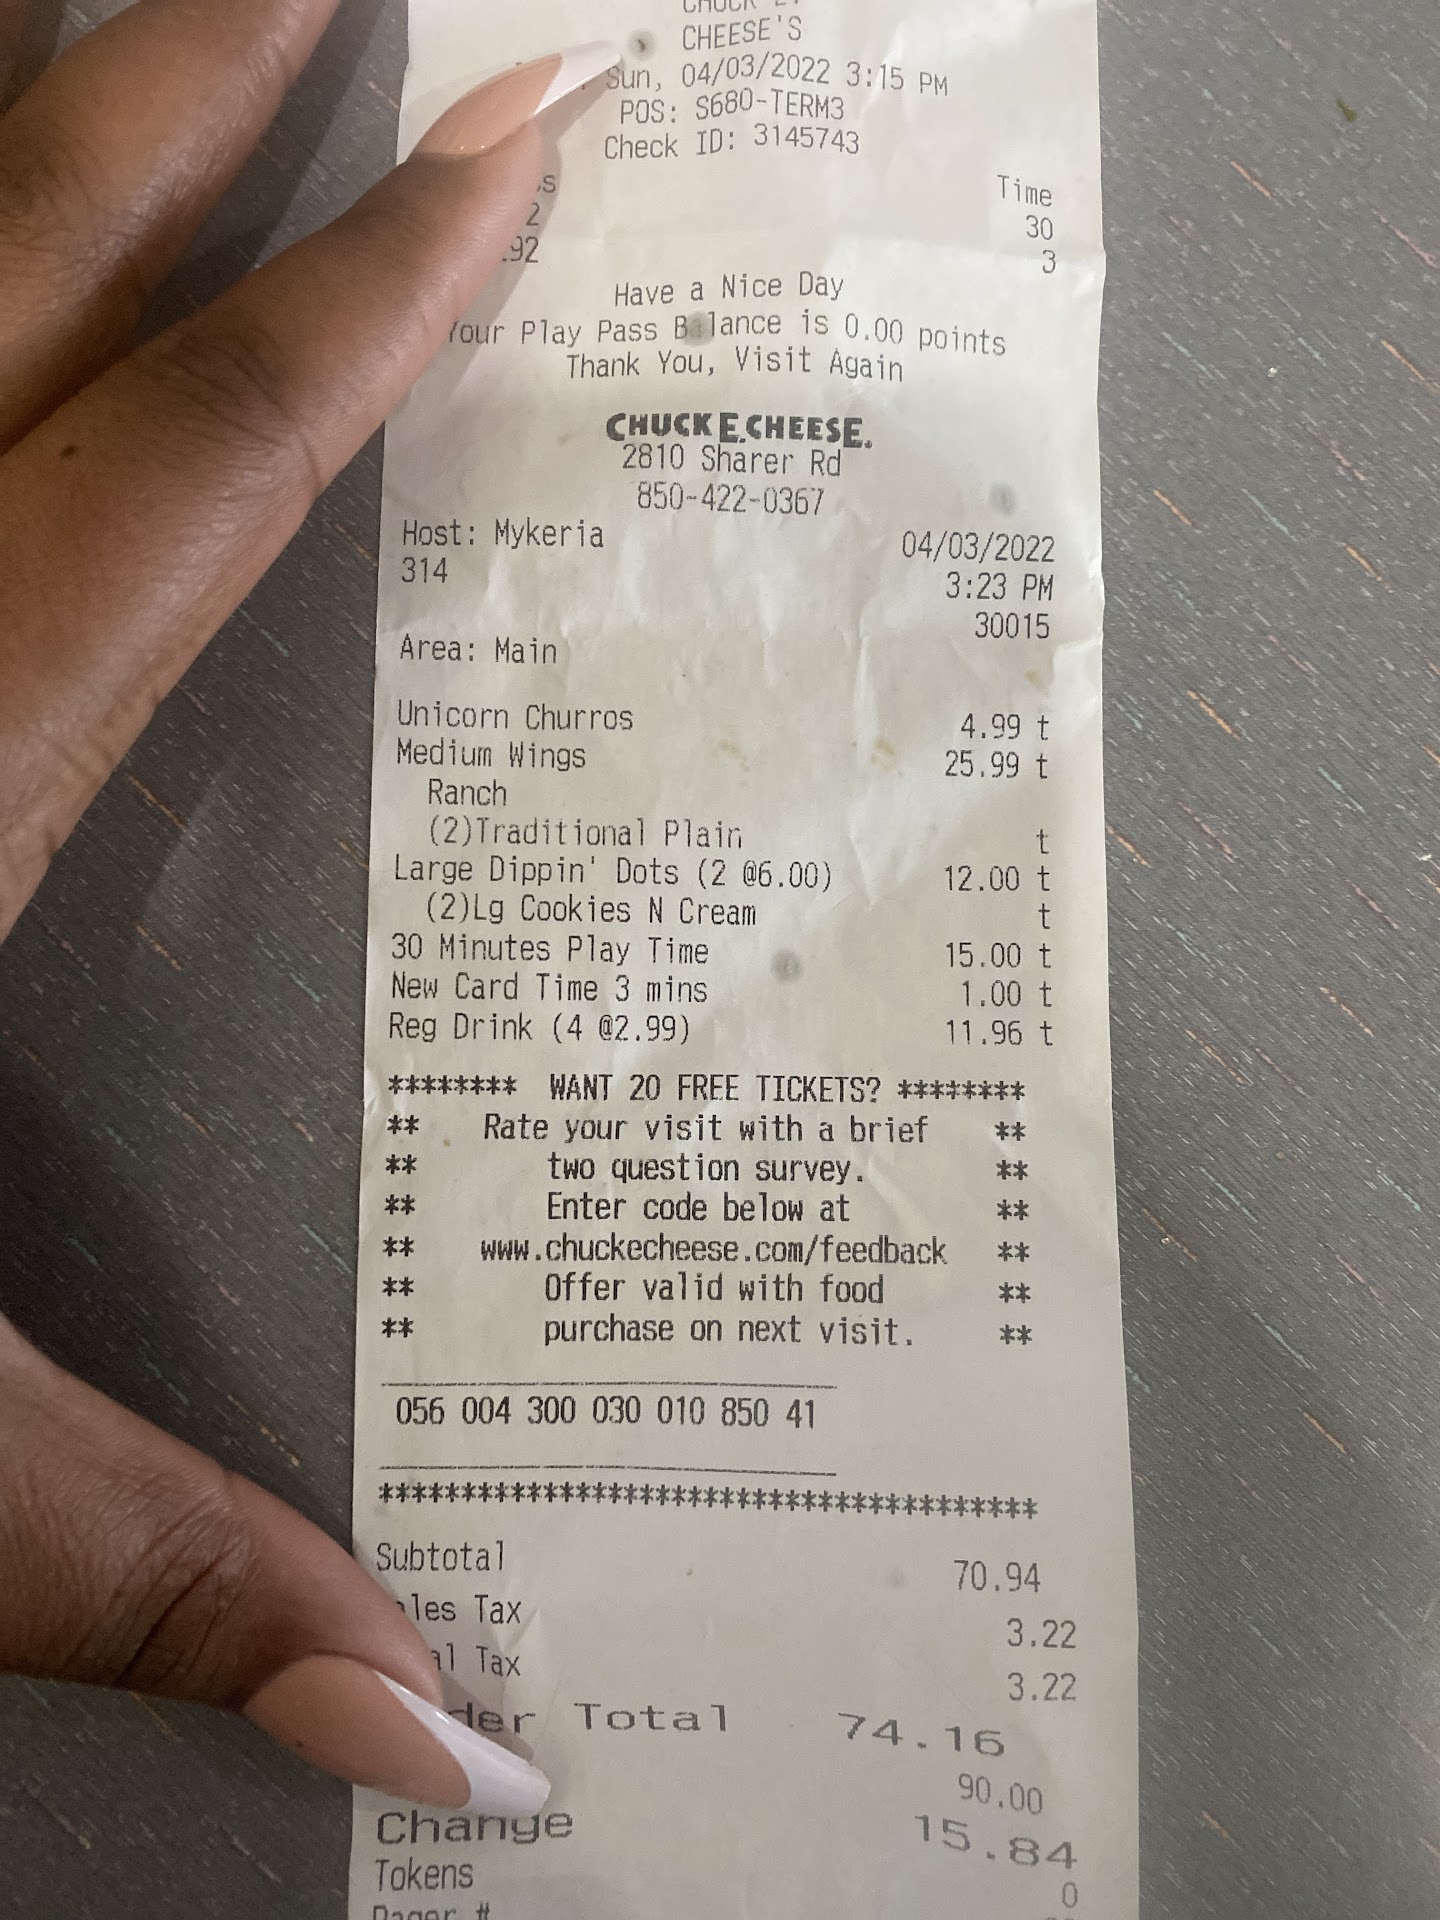 CHEESE'S
Sun, 04/03/2022 3:15 PM
POS: S680-TERM3
Check ID: 3145743
Time
2 30
92 3
Have a Nice Day
Your Play Pass Balance is 0.00 points
Thank You, Visit Again
CHUCK E. CHEESE.
2810 Sharer Rd
850-422-0367
Host: Mykeria 04/03/2022
314 3:23 PM
30015
Area: Main
Unicorn Churros 4.99 t
Medium Wings 25.99 t
Ranch
(2)Traditional Plain t
Large Dippin' Dots (2 @6.00) 12.00 t
(2)Lg Cookies N Cream t
30 Minutes Play Time 15.00 t
New Card Time 3 mins 1.00 t
Reg Drink (4 @2.99) 11.96 t
******** WANT 20 FREE TICKETS? ********
** Rate your visit with a brief **
** two question survey. **
** Enter code below at **
** www.chuckecheese.com/feedback **
** Offer valid with food **
** purchase on next visit. **
056 004 300 030 010 850 41
*****************************************
Subtotal 70.94
ales Tax 3.22
al Tax 3.22
der Total 74.16
90.00
Change 15.84
Tokens 0
Pager #